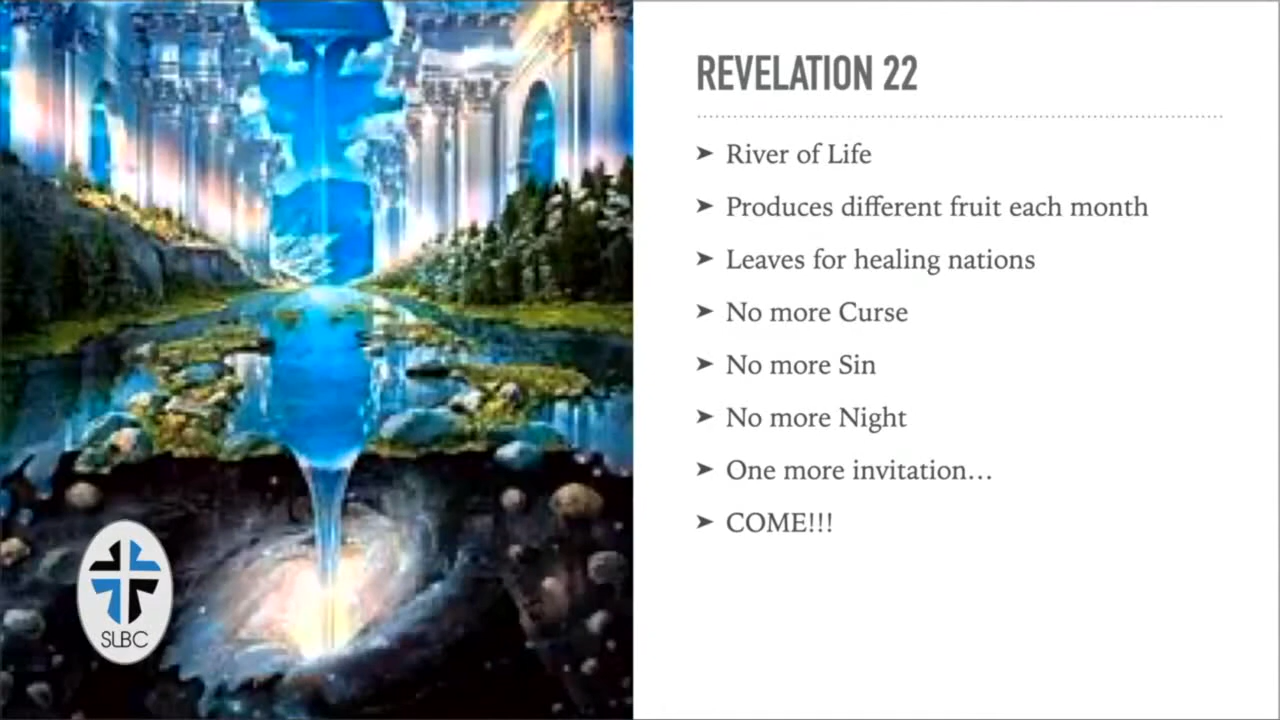 REVELATION 22
➤ River of Life
➤ Produces different fruit each month
➤ Leaves for healing nations
➤ No more Curse
➤ No more Sin
➤ No more Night
➤ One more invitation…
➤ COME!!!
SLBC